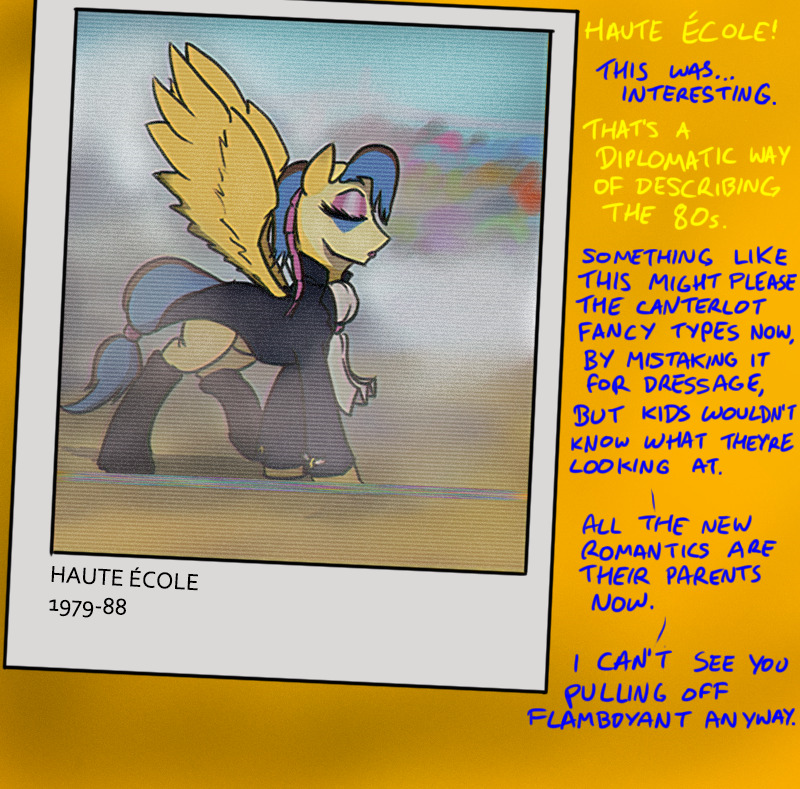 HAUTE ÉCOLE!
THIS WAS...
INTERESTING.
THAT'S A
DIPLOMATIC WAY
OF DESCRIBING
THE 80s.
SOMETHING LIKE
THIS MIGHT PLEASE
THE CANTERLOT
FANCY TYPES NOW,
BY MISTAKING IT
FOR DRESSAGE,
BUT KIDS WOULDN'T
KNOW WHAT THEY'RE
LOOKING AT.
ALL THE NEW
ROMANTICS ARE
THEIR PARENTS
NOW.
I CAN'T SEE YOU
PULLING OFF
FLAMBOYANT ANYWAY.
HAUTE ÉCOLE
1979-88